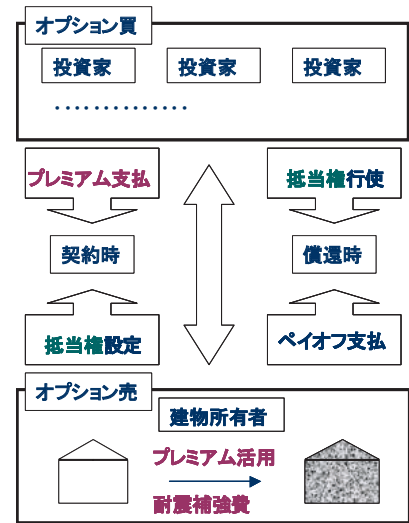 オプション買
投資家 投資家 投資家
・・・・・・・・・・・・・・
プレミアム支払 抵当権行使
契約時 償還時
抵当権設定 ペイオフ支払
オプション売
建物所有者
プレミアム活用
耐震補強費